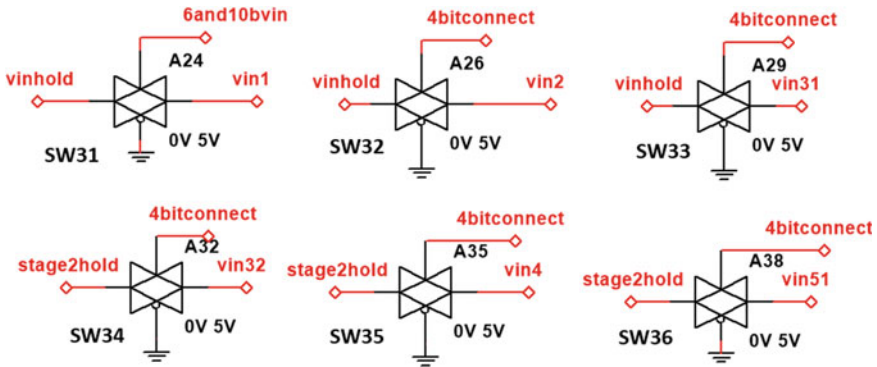 6and10bvin
A24
vinhold
vin1
0V 5V
SW31
4bitconnect
A26
vinhold
vin2
0V 5V
SW32
4bitconnect
A29
vinhold
vin31
0V 5V
SW33
4bitconnect
A32
stage2hold
vin32
0V 5V
SW34
4bitconnect
A35
stage2hold
vin4
0V 5V
SW35
4bitconnect
A38
stage2hold
vin51
0V 5V
SW36